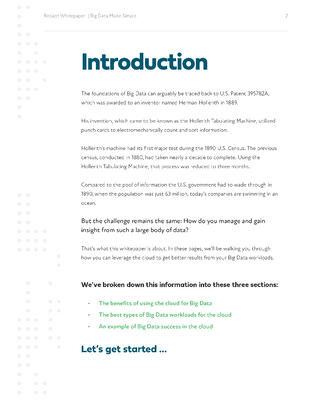 Rocket Whitepaper | Big Data Made Simple
2
Introduction
The foundations of Big Data can arguably be traced back to U.S. Patent 395782A,
which was awarded to an inventor named Herman Hollerith in 1889.
His invention, which came to be known as the Hollerith Tabulating Machine, utilized
punch cards to electromechanically count and sort information.
Hollerith's machine had its first major test during the 1890 U.S. Census. The previous
census, conducted in 1880, had taken nearly a decade to complete. Using the
Hollerith Tabulating Machine, that process was reduced to three months.
Compared to the pool of information the U.S. government had to wade through in
1890, when the population was just 63 million, today's companies are swimming in an
ocean.
But the challenge remains the same: How do you manage and gain
insight from such a large body of data?
That's what this whitepaper is about. In these pages, we'll be walking you through
how you can leverage the cloud to get better results from your Big Data workloads.
We've broken down this information into these three sections:
• The benefits of using the cloud for Big Data
• The best types of Big Data workloads for the cloud
• An example of Big Data success in the cloud
Let's get started ...